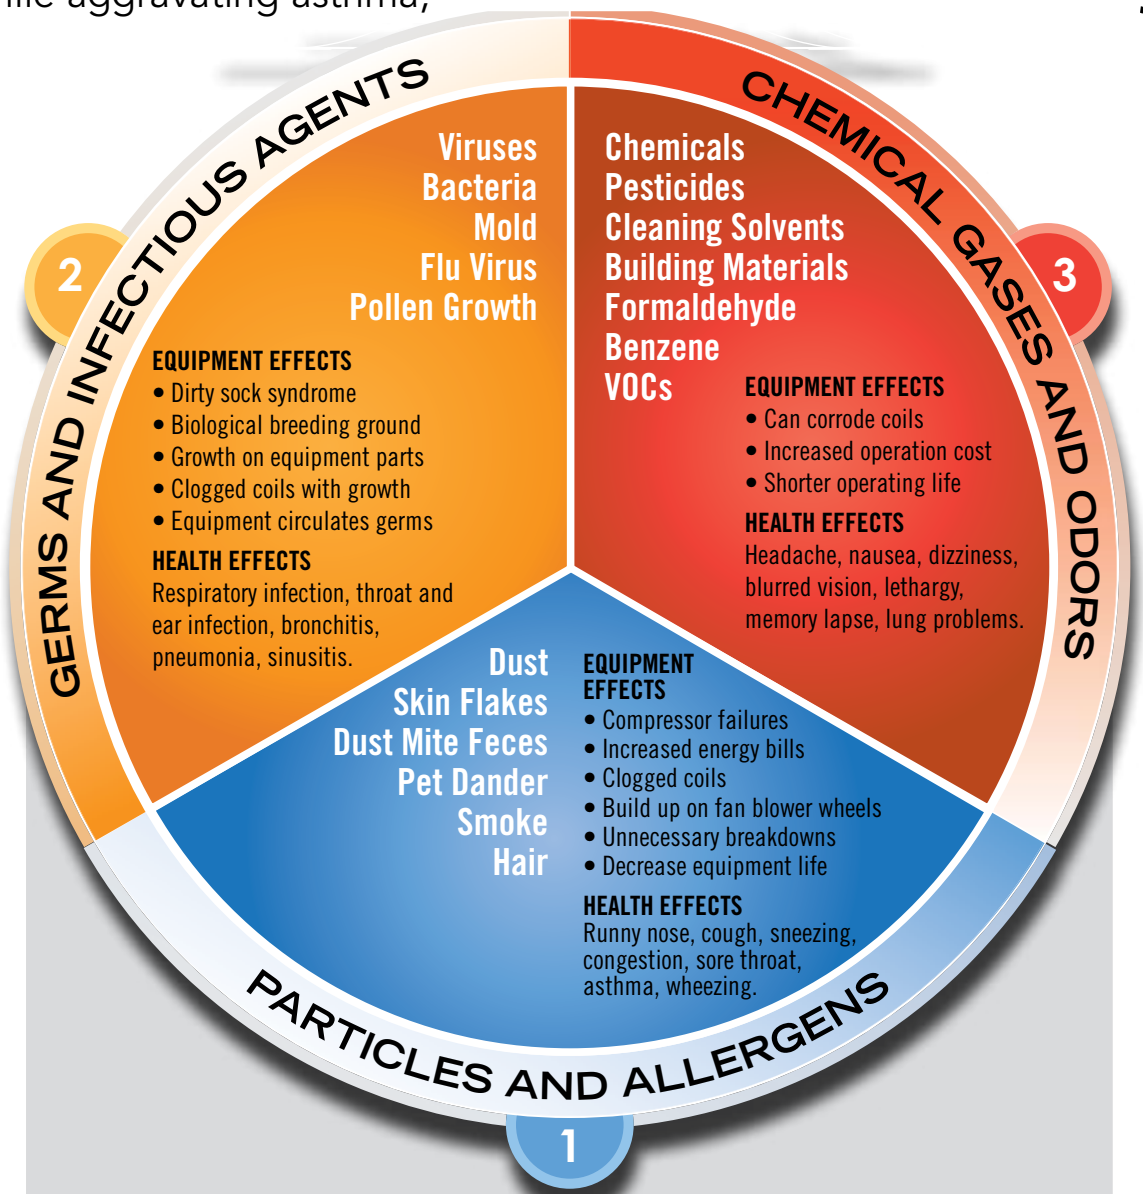 aggravating asthma,
GERMS AND INFECTIOUS AGENTS
2
Viruses
Bacteria
Mold
Flu Virus
Pollen Growth
EQUIPMENT EFFECTS
• Dirty sock syndrome
• Biological breeding ground
• Growth on equipment parts
• Clogged coils with growth
• Equipment circulates germs
HEALTH EFFECTS
Respiratory infection, throat and
ear infection, bronchitis,
pneumonia, sinusitis.
CHEMICAL GASES AND ODORS
3
Chemicals
Pesticides
Cleaning Solvents
Building Materials
Formaldehyde
Benzene
VOCs
EQUIPMENT EFFECTS
• Can corrode coils
• Increased operation cost
• Shorter operating life
HEALTH EFFECTS
Headache, nausea, dizziness,
blurred vision, lethargy,
memory lapse, lung problems.
Dust
Skin Flakes
Dust Mite Feces
Pet Dander
Smoke
Hair
EQUIPMENT
EFFECTS
• Compressor failures
• Increased energy bills
• Clogged coils
• Build up on fan blower wheels
• Unnecessary breakdowns
• Decrease equipment life
HEALTH EFFECTS
Runny nose, cough, sneezing,
congestion, sore throat,
asthma, wheezing.
PARTICLES AND ALLERGENS
1